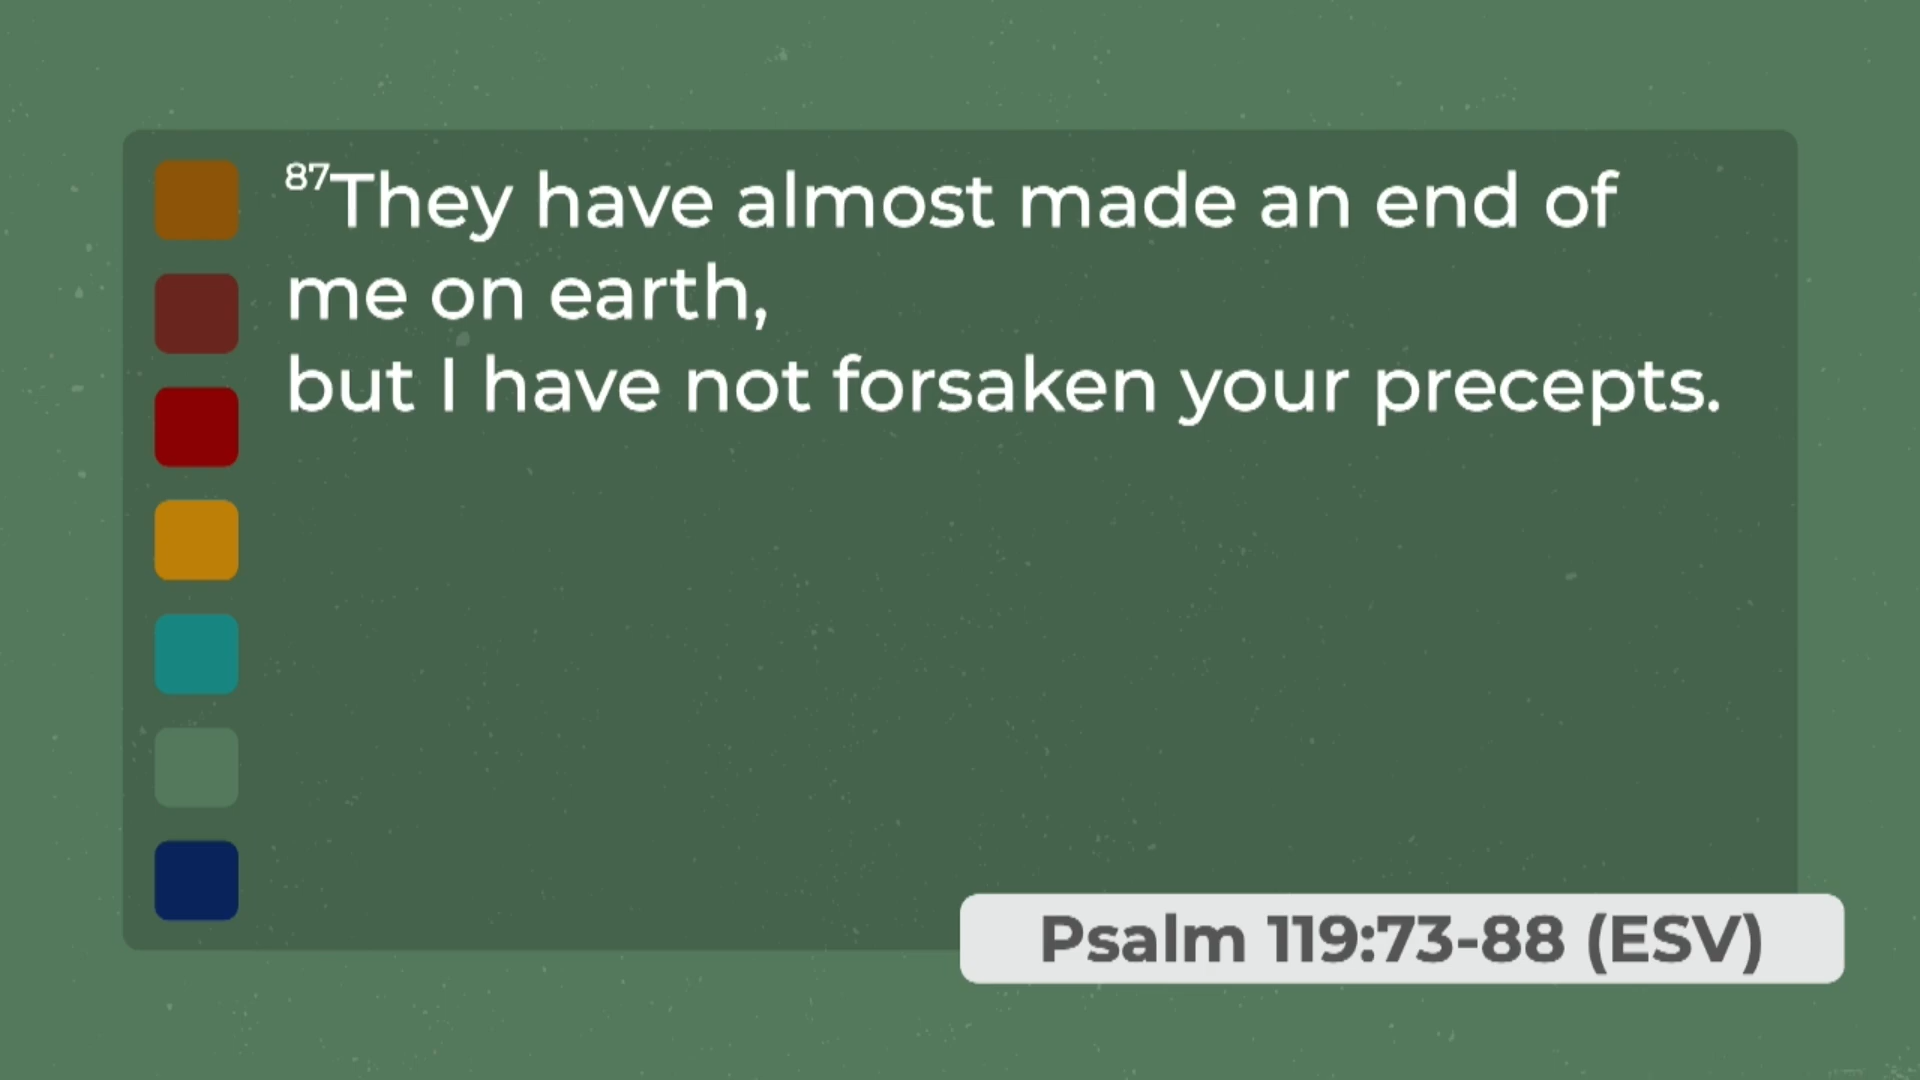 87They have almost made an end of
me on earth,
but I have not forsaken your precepts.
Psalm 119:73-88 (ESV)